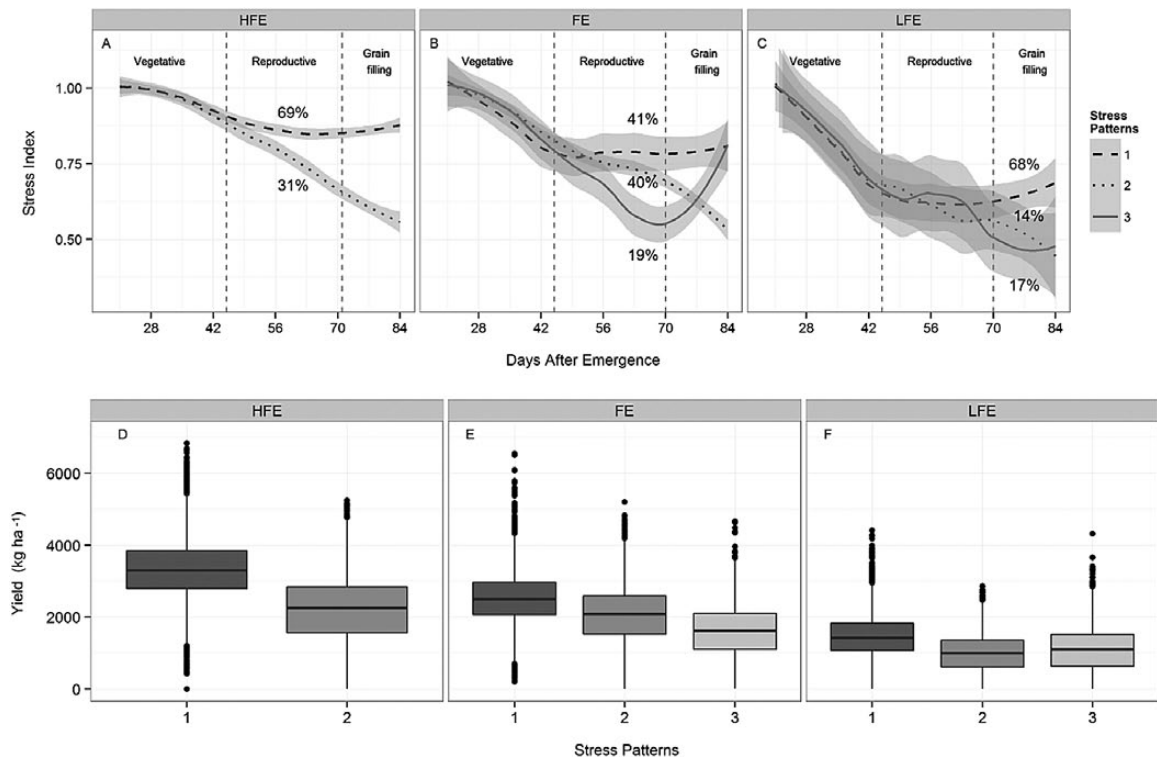 HFE FE LFE
A B C
Vegetative Reproductive Grain filling
Vegetative Reproductive Grain filling
Vegetative Reproductive Grain filling
Stress Index
1.00
0.75
0.50
69%
31%
41%
40%
19%
68%
14%
17%
Stress Patterns
1
2
3
28 42 56 70 84
28 42 56 70 84
28 42 56 70 84
Days After Emergence
HFE FE LFE
D E F
Yield (kg ha -1)
6000
4000
2000
0
1 2
1 2 3
1 2 3
Stress Patterns